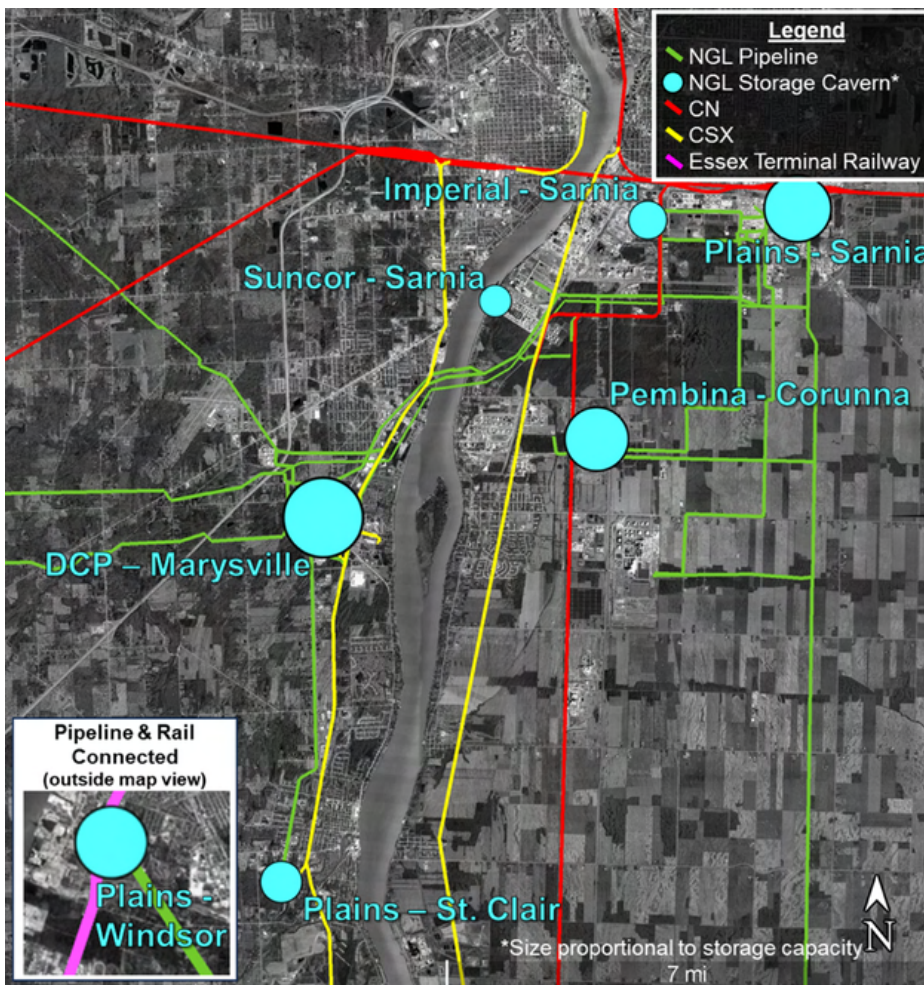 Legend
NGL Pipeline
NGL Storage Cavern*
CN
CSX
Essex Terminal Railway
Imperial - Sarnia
Plains - Sarnia
Suncor - Sarnia
Pembina - Corunna
DCP – Marysville
Pipeline & Rail
Connected
(outside map view)
Plains -
Windsor
Plains – St. Clair
*Size proportional to storage capacity
N
7 mi